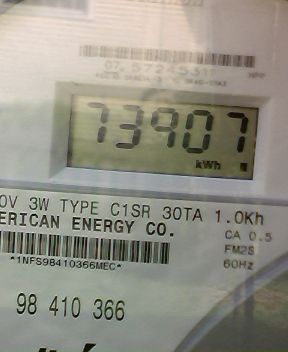 73907
kWh
0V 3W TYPE C1SR 30TA 1.0Kh
ERICAN ENERGY CO.
CA 0.5
FM2S
*1NFS98410366MEC*
60Hz
98 410 366